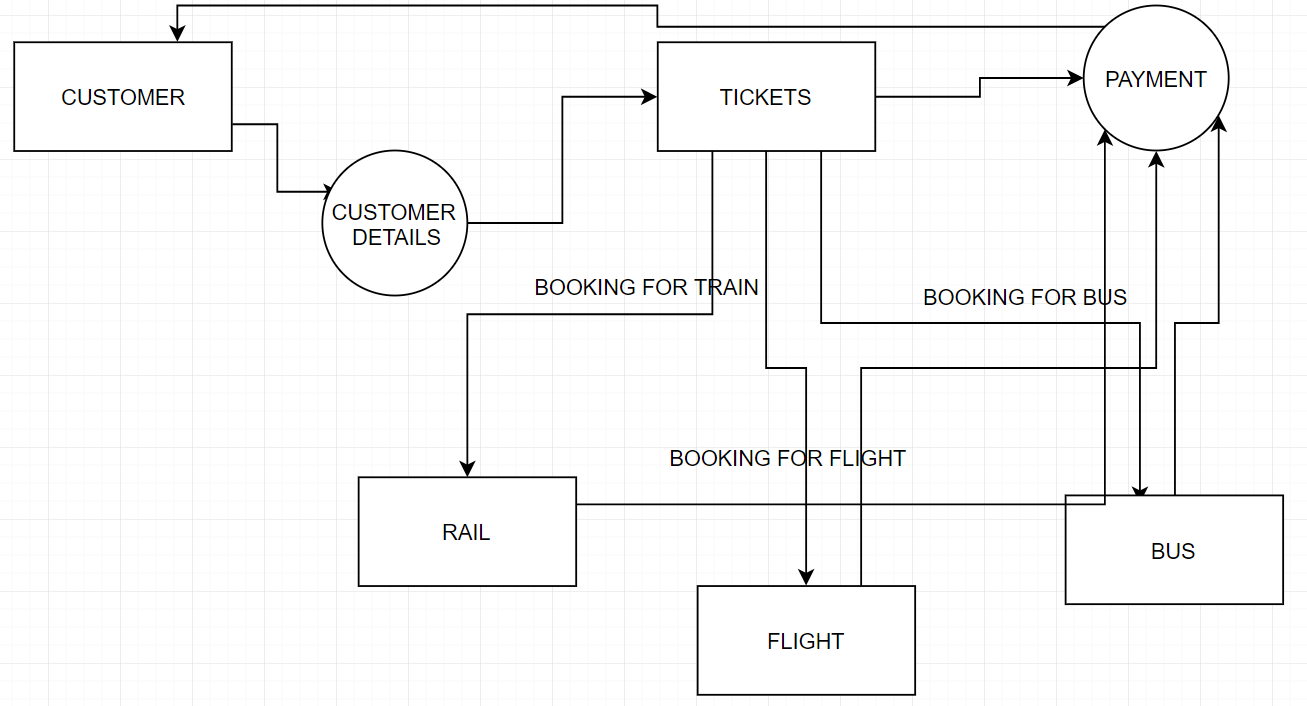 CUSTOMER
TICKETS
PAYMENT
CUSTOMER
DETAILS
BOOKING FOR TRAIN
BOOKING FOR BUS
BOOKING FOR FLIGHT
RAIL
BUS
FLIGHT